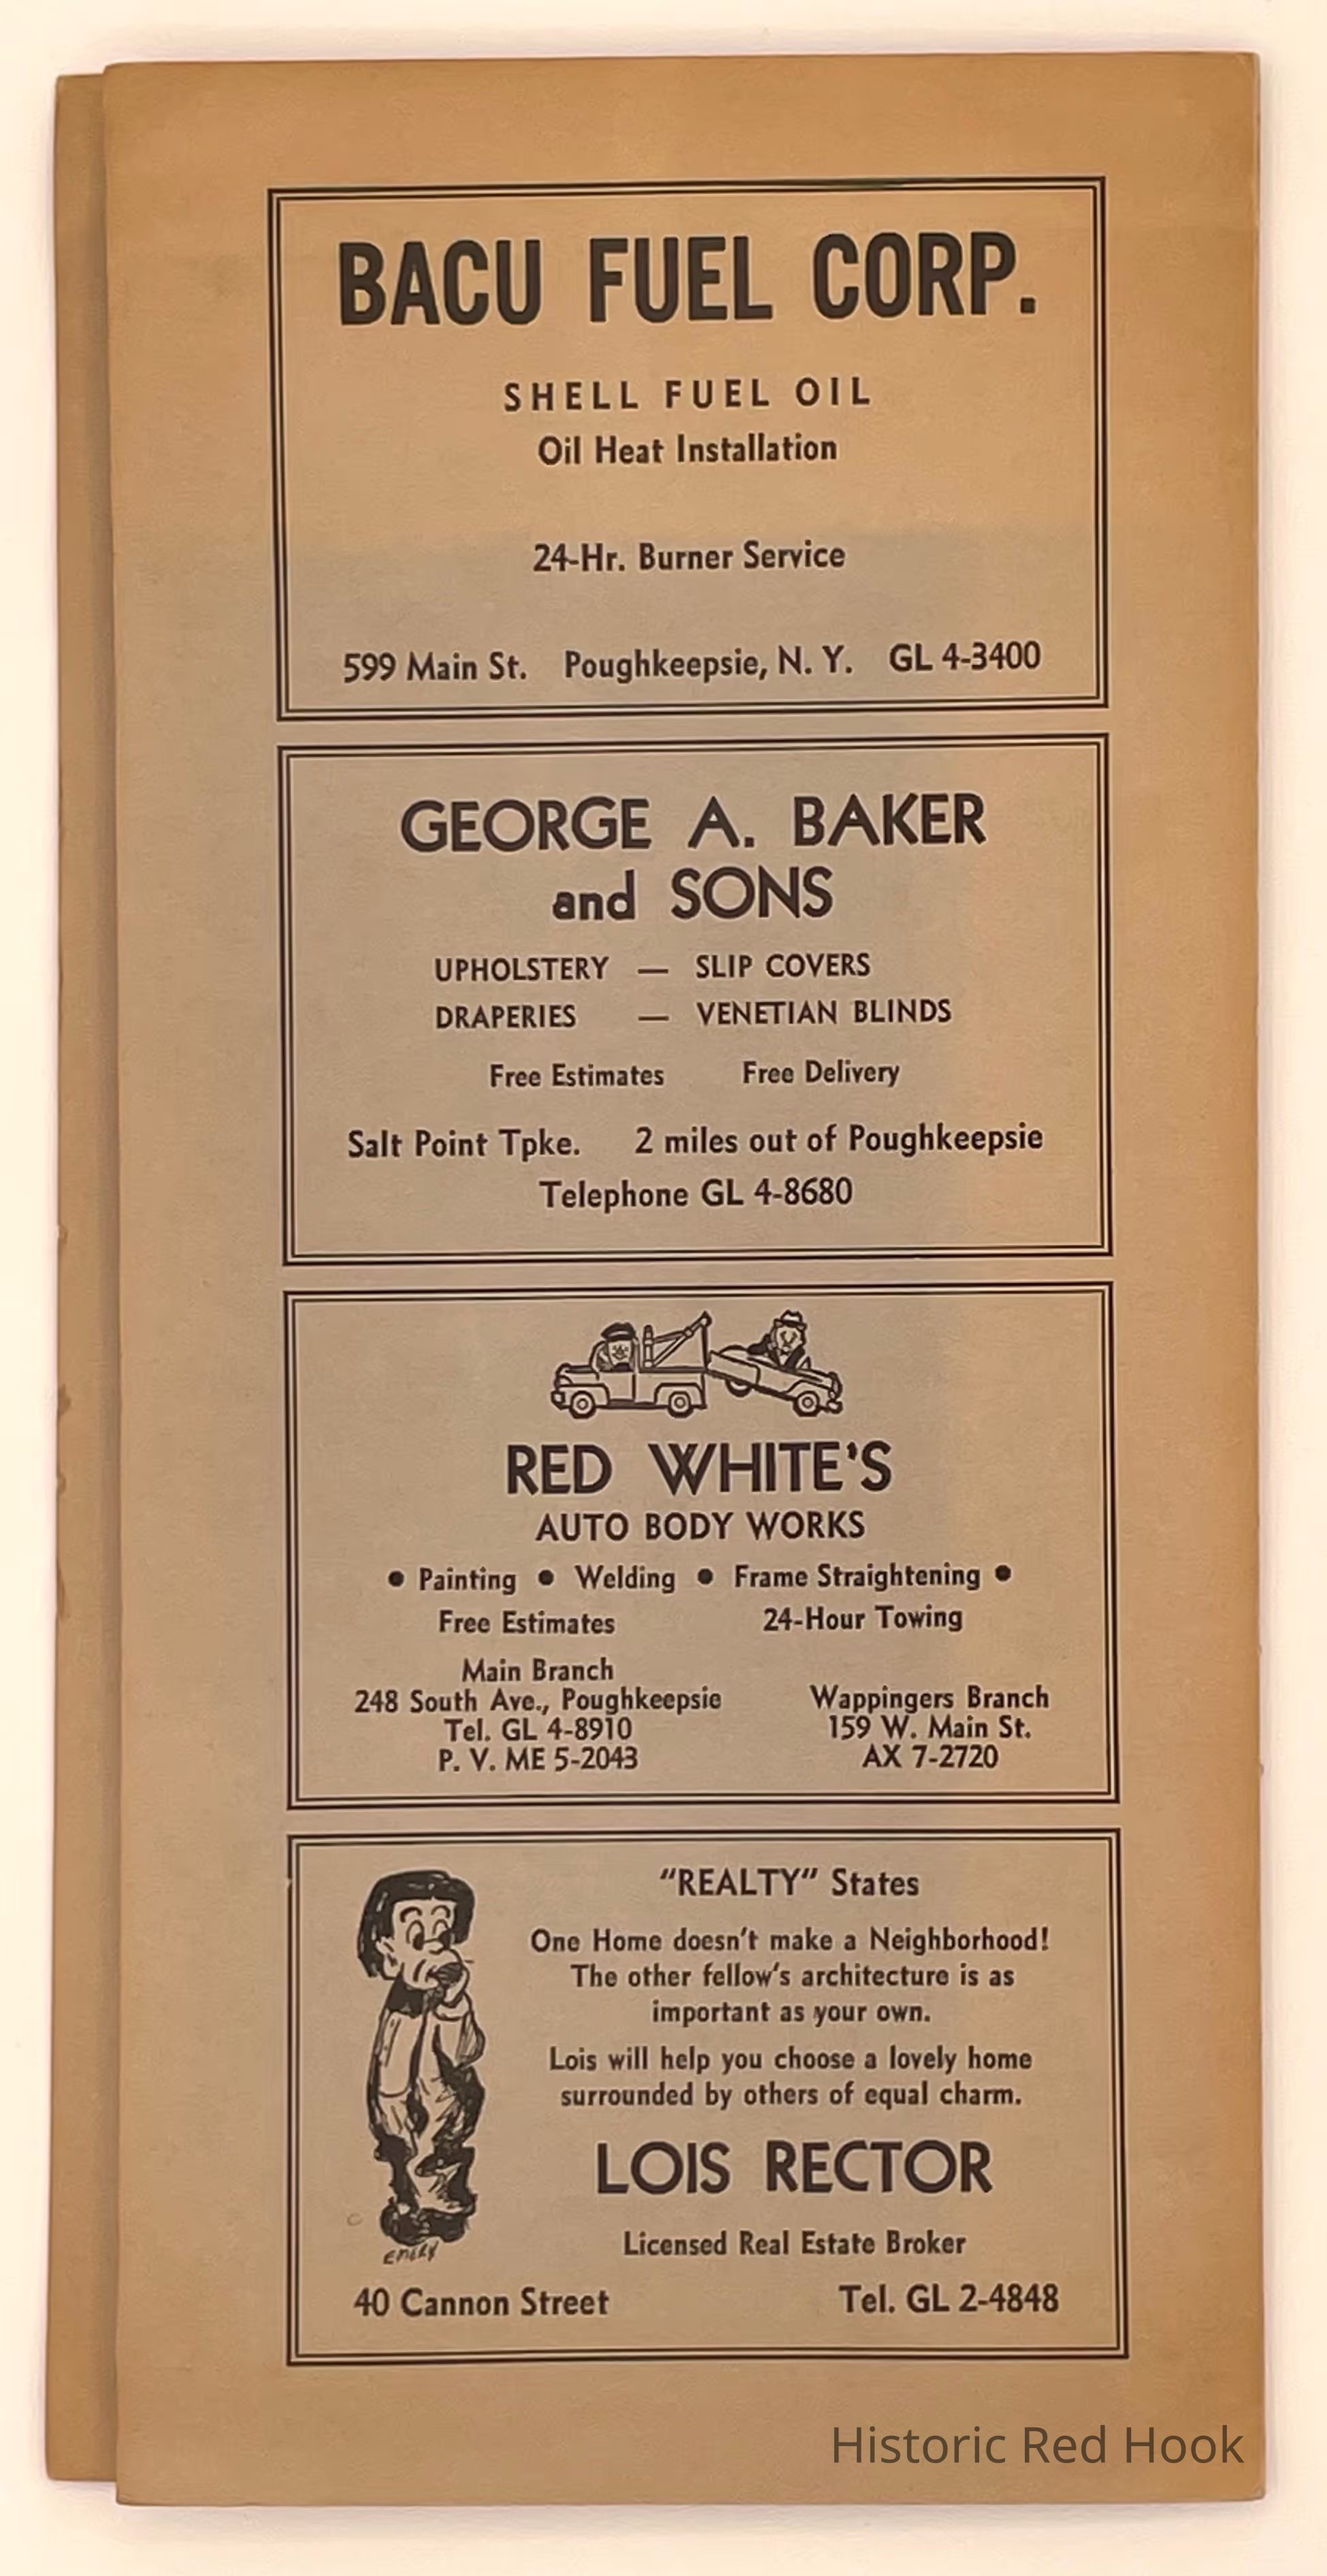 BACU FUEL CORP.
SHELL FUEL OIL
Oil Heat Installation
24-Hr. Burner Service
599 Main St. Poughkeepsie, N. Y. GL 4-3400
GEORGE A. BAKER
and SONS
UPHOLSTERY — SLIP COVERS
DRAPERIES — VENETIAN BLINDS
Free Estimates Free Delivery
Salt Point Tpke. 2 miles out of Poughkeepsie
Telephone GL 4-8680
RED WHITE'S
AUTO BODY WORKS
• Painting • Welding • Frame Straightening •
Free Estimates 24-Hour Towing
Main Branch
248 South Ave., Poughkeepsie
Tel. GL 4-8910
P. V. ME 5-2043
Wappingers Branch
159 W. Main St.
AX 7-2720
"REALTY" States
One Home doesn't make a Neighborhood!
The other fellow's architecture is as
important as your own.
Lois will help you choose a lovely home
surrounded by others of equal charm.
LOIS RECTOR
Licensed Real Estate Broker
EMILY
40 Cannon Street Tel. GL 2-4848
Historic Red Hook